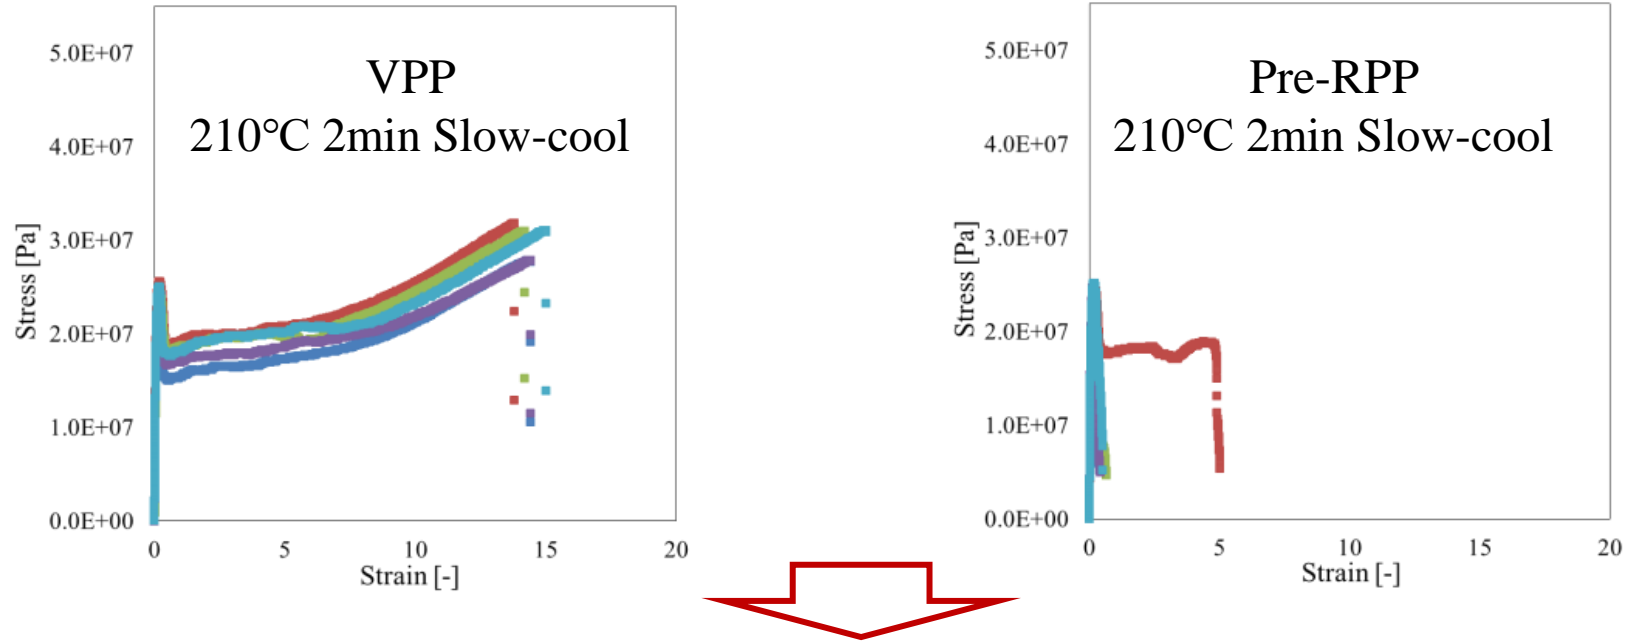 VPP
210℃ 2min Slow-cool
5.0E+07
4.0E+07
3.0E+07
2.0E+07
1.0E+07
0.0E+00
Stress [Pa]
0 5 10 15 20
Strain [-]
Pre-RPP
210℃ 2min Slow-cool
5.0E+07
4.0E+07
3.0E+07
2.0E+07
1.0E+07
0.0E+00
Stress [Pa]
0 5 10 15 20
Strain [-]